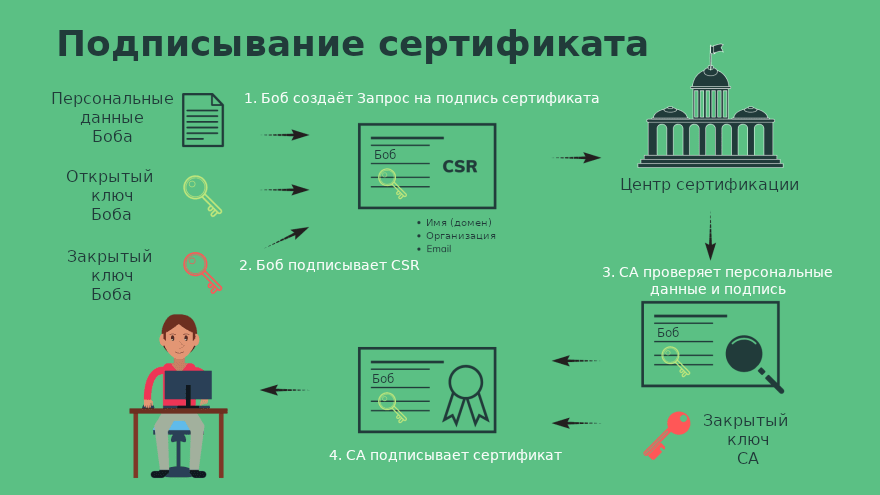 Подписывание сертификата
Персональные
данные
Боба
1. Боб создаёт Запрос на подпись сертификата
Боб
CSR
Открытый
ключ
Боба
Центр сертификации
• Имя (домен)
• Организация
• Email
Закрытый
ключ
Боба
2. Боб подписывает CSR
3. CA проверяет персональные
данные и подпись
Боб
Боб
Закрытый
ключ
CA
4. CA подписывает сертификат